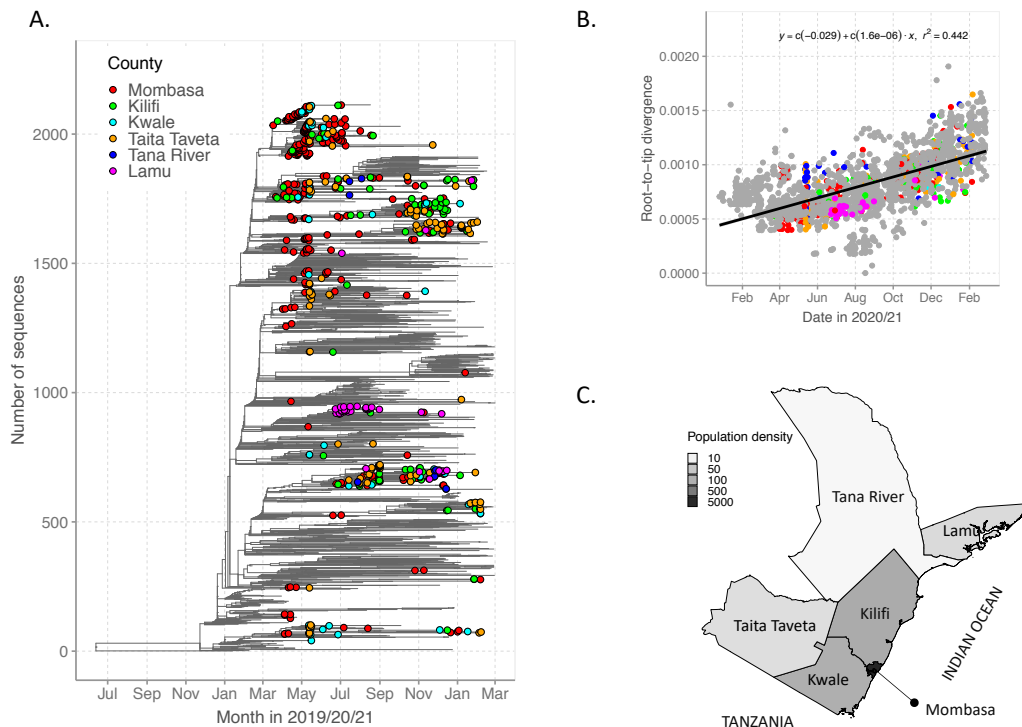 A.
County
Mombasa
Kilifi
Kwale
Taita Taveta
Tana River
Lamu
Number of sequences
2000
1500
1000
500
0
Jul Sep Nov Jan Mar May Jul Sep Nov Jan Mar
Month in 2019/20/21
B.
y = c(−0.029) + c(1.6e−06) · x, r² = 0.442
Root−to−tip divergence
0.0020
0.0015
0.0010
0.0005
0.0000
Feb Apr Jun Aug Oct Dec Feb
Date in 2020/21
C.
Population density
10
50
100
500
5000
Tana River
Lamu
Kilifi
Taita Taveta
Kwale
INDIAN OCEAN
Mombasa
TANZANIA